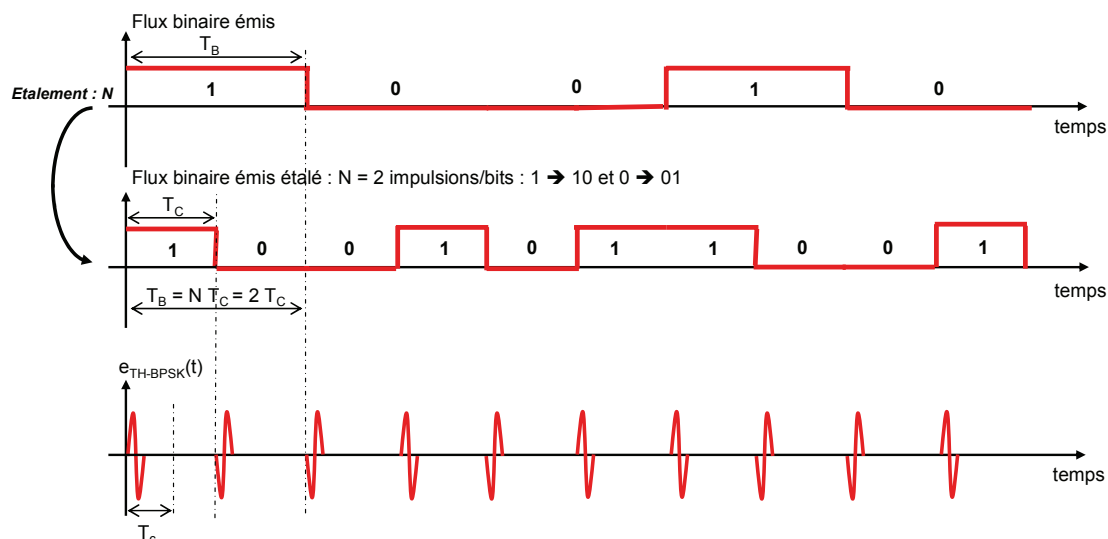 Flux binaire émis
T_B
Etalement : N
1 0 0 1 0
temps
Flux binaire émis étalé : N = 2 impulsions/bits : 1 ➔ 10 et 0 ➔ 01
T_C
1 0 0 1 0 1 1 0 0 1
T_B = N T_C = 2 T_C
temps
e_TH-BPSK(t)
temps